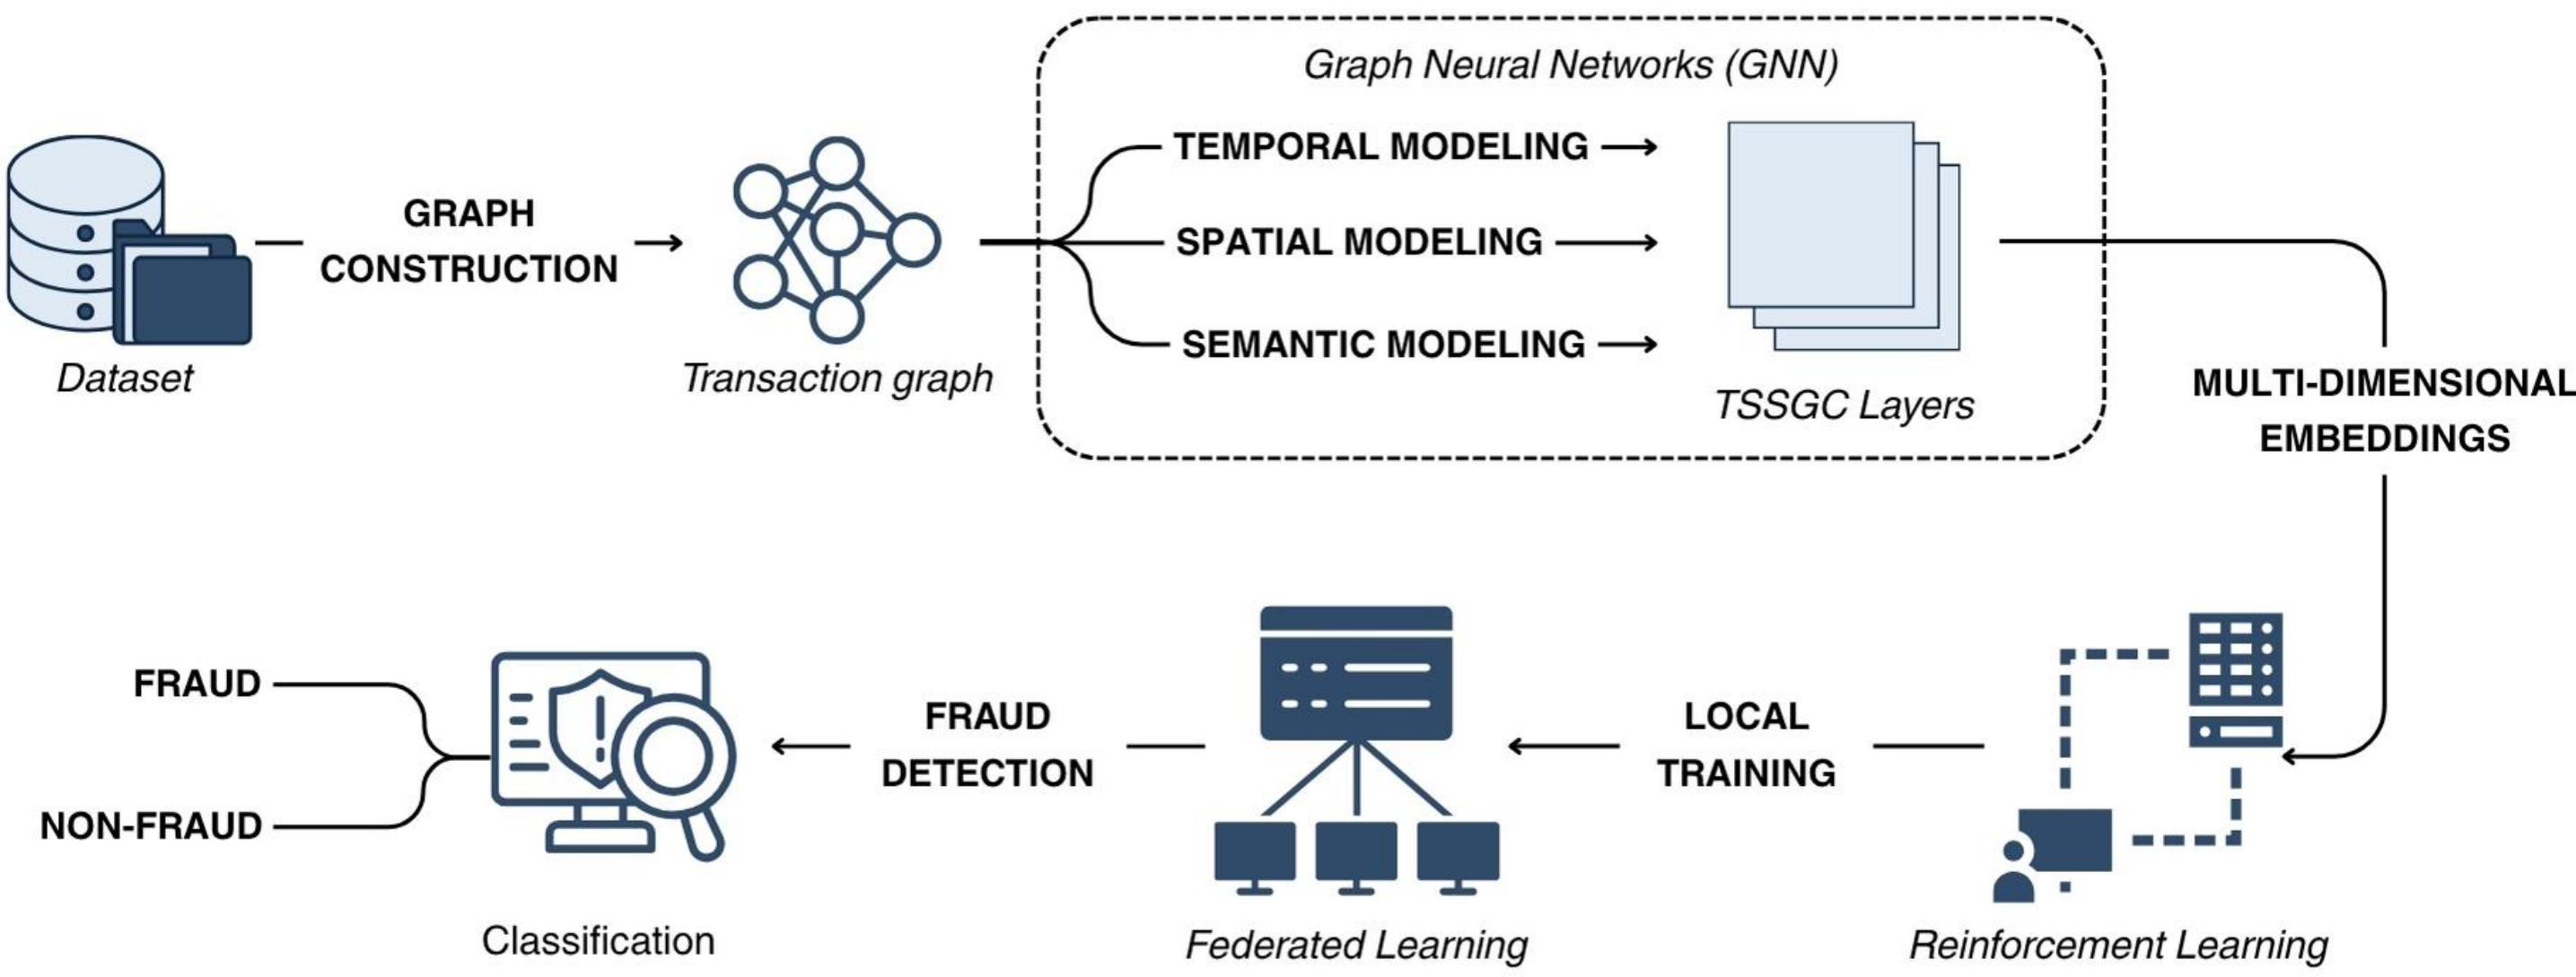 Graph Neural Networks (GNN)
TEMPORAL MODELING
GRAPH
CONSTRUCTION
SPATIAL MODELING
SEMANTIC MODELING
Dataset
Transaction graph
TSSGC Layers
MULTI-DIMENSIONAL
EMBEDDINGS
FRAUD
NON-FRAUD
FRAUD
DETECTION
LOCAL
TRAINING
Classification
Federated Learning
Reinforcement Learning